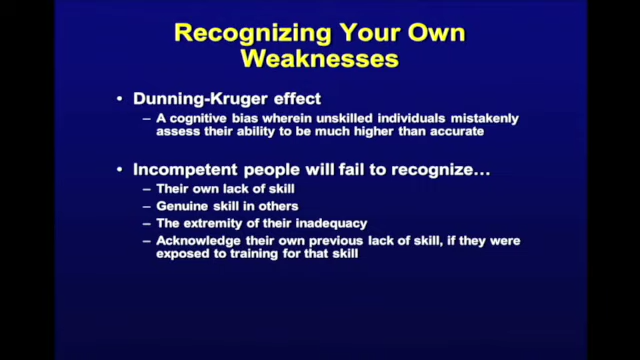 Recognizing Your Own
Weaknesses
• Dunning-Kruger effect
– A cognitive bias wherein unskilled individuals mistakenly
assess their ability to be much higher than accurate
• Incompetent people will fail to recognize…
– Their own lack of skill
– Genuine skill in others
– The extremity of their inadequacy
– Acknowledge their own previous lack of skill, if they were
exposed to training for that skill